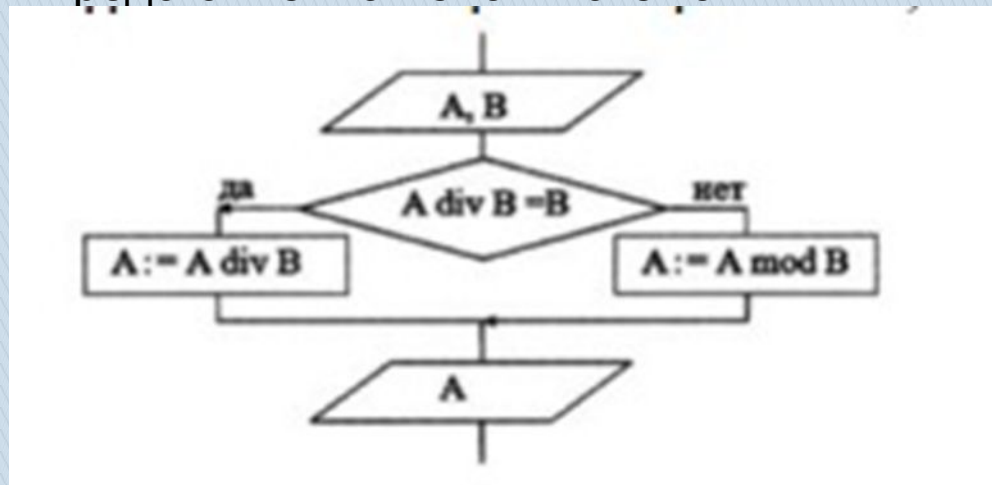 A, B
да
A div B =B
нет
A := A div B
A := A mod B
A